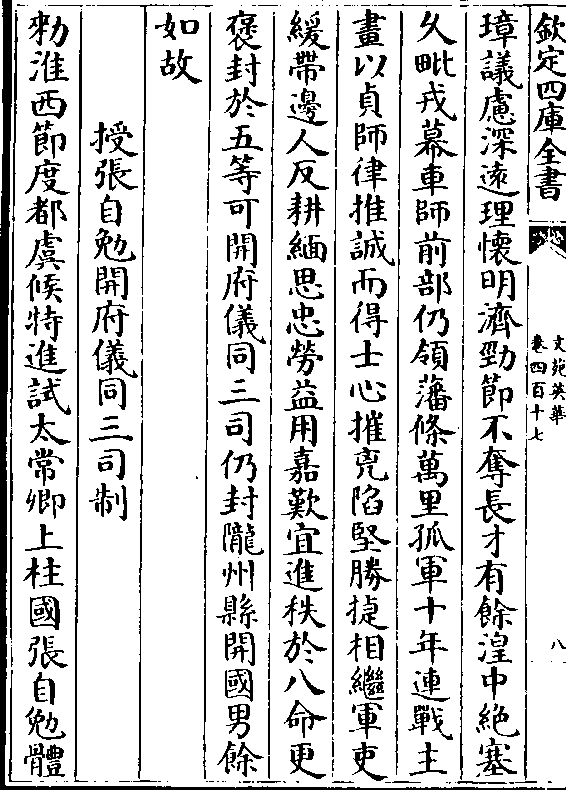 欽定四庫全書
文苑英華
卷四百十七
八
璋議慮深逺理懷明濟勁節不奪長才有餘湟中絶塞
久毗戎幕車師前部仍領藩條萬里孤軍十年連戰主
畫以貞師律推誠而得士心摧兇陷堅勝捷相繼軍吏
緩帶邊人反耕緬思忠勞益用嘉歎宜進秩於八命更
褒封於五等可開府儀同三司仍封隴州縣開國男餘
如故
授張自勉開府儀同三司制
勑淮西節度都虞候特進試太常卿上柱國張自勉體